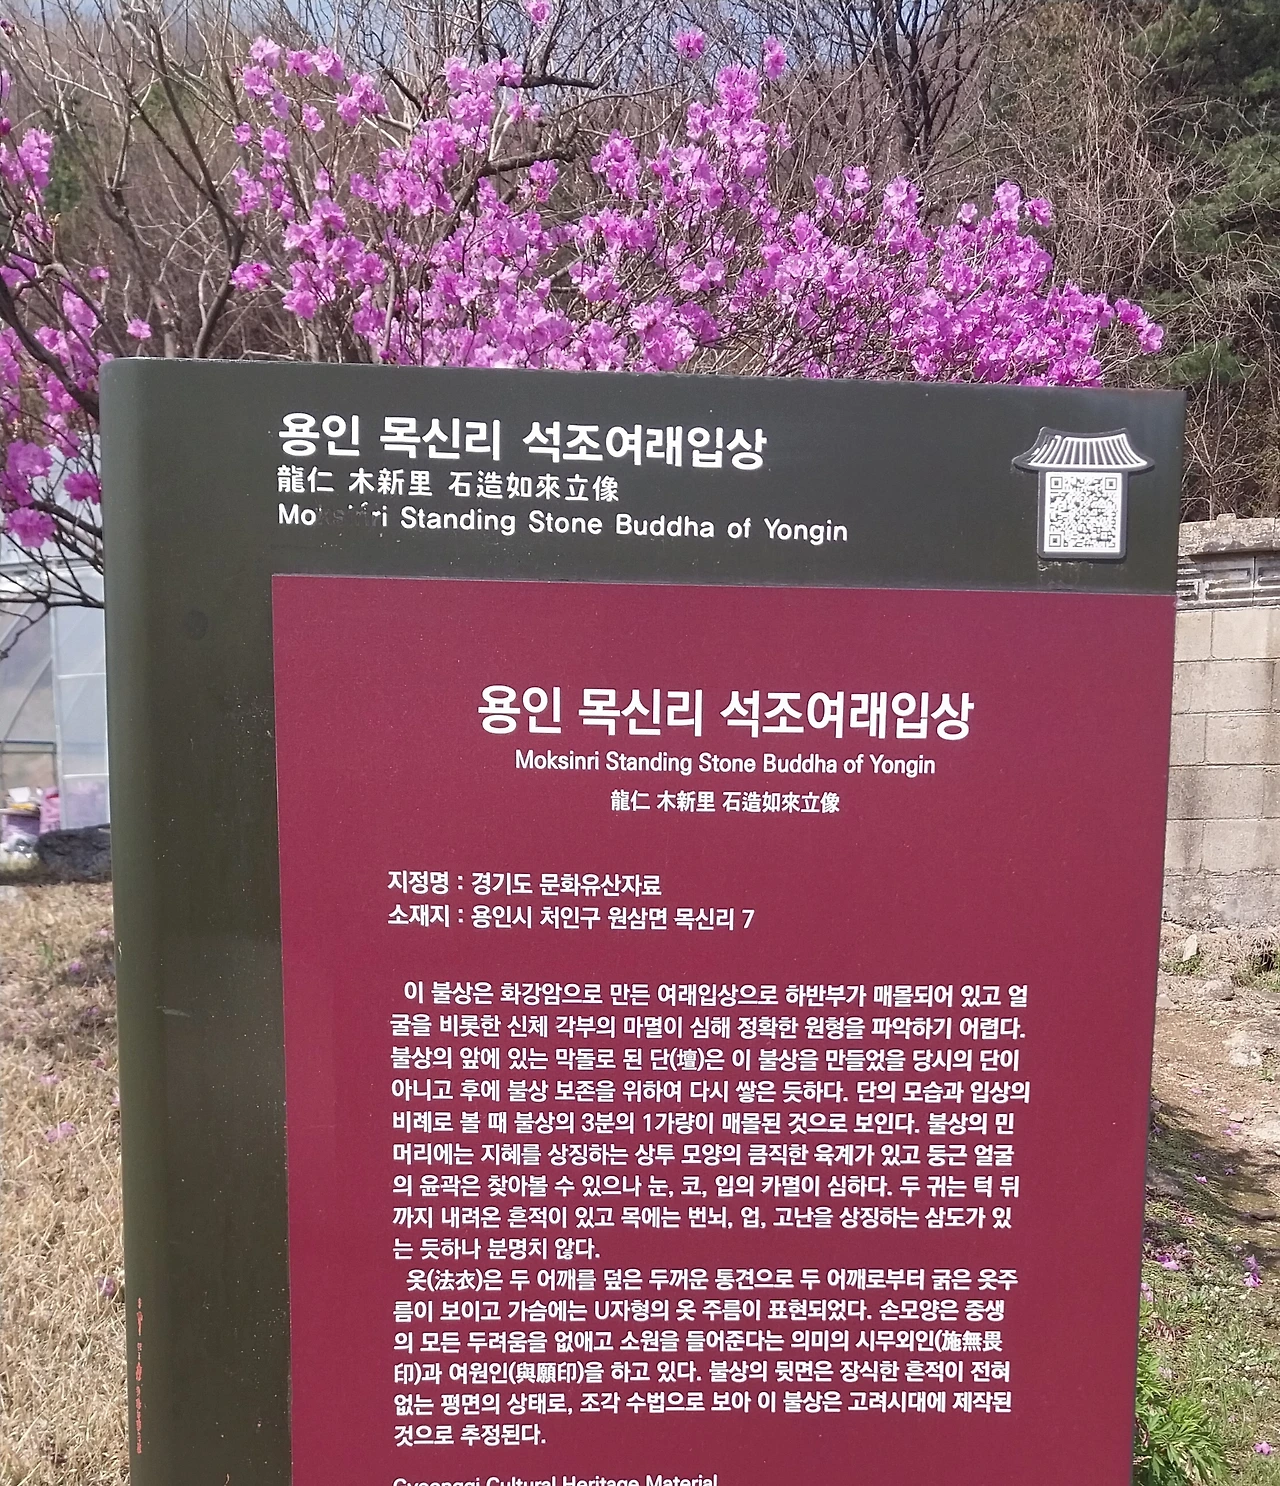 용인 목신리 석조여래입상
龍仁 木新里 石造如來立像
Standing Stone Buddha of Yongin
용인 목신리 석조여래입상
Moksinri Standing Stone Buddha of Yongin
龍仁 木新里 石造如來立像
지정명 : 경기도 문화유산자료
소재지 : 용인시 처인구 원삼면 목신리 7
이 불상은 화강암으로 만든 여래입상으로 하반부가 매몰되어 있고 얼
굴을 비롯한 신체 각부의 마멸이 심해 정확한 원형을 파악하기 어렵다.
불상의 앞에 있는 막돌로 된 단(壇)은 이 불상을 만들었을 당시의 단이
아니고 후에 불상 보존을 위하여 다시 쌓은 듯하다. 단의 모습과 입상의
비례로 볼 때 불상의 3분의 1가량이 매몰된 것으로 보인다. 불상의 민
머리에는 지혜를 상징하는 상투 모양의 큼직한 육계가 있고 둥근 얼굴
의 윤곽은 찾아볼 수 있으나 눈, 코, 입의 카멸이 심하다. 두 귀는 턱 뒤
까지 내려온 흔적이 있고 목에는 번뇌, 업, 고난을 상징하는 삼도가 있
는 듯하나 분명치 않다.
옷(法衣)은 두 어깨를 덮은 두꺼운 통견으로 두 어깨로부터 굵은 옷주
름이 보이고 가슴에는 U자형의 옷 주름이 표현되었다. 손모양은 중생
의 모든 두려움을 없애고 소원을 들어준다는 의미의 시무외인(施無畏
印)과 여원인(與願印)을 하고 있다. 불상의 뒷면은 장식한 흔적이 전혀
없는 평면의 상태로, 조각 수법으로 보아 이 불상은 고려시대에 제작된
것으로 추정된다.
Gyeonggi Cultural Heritage Material